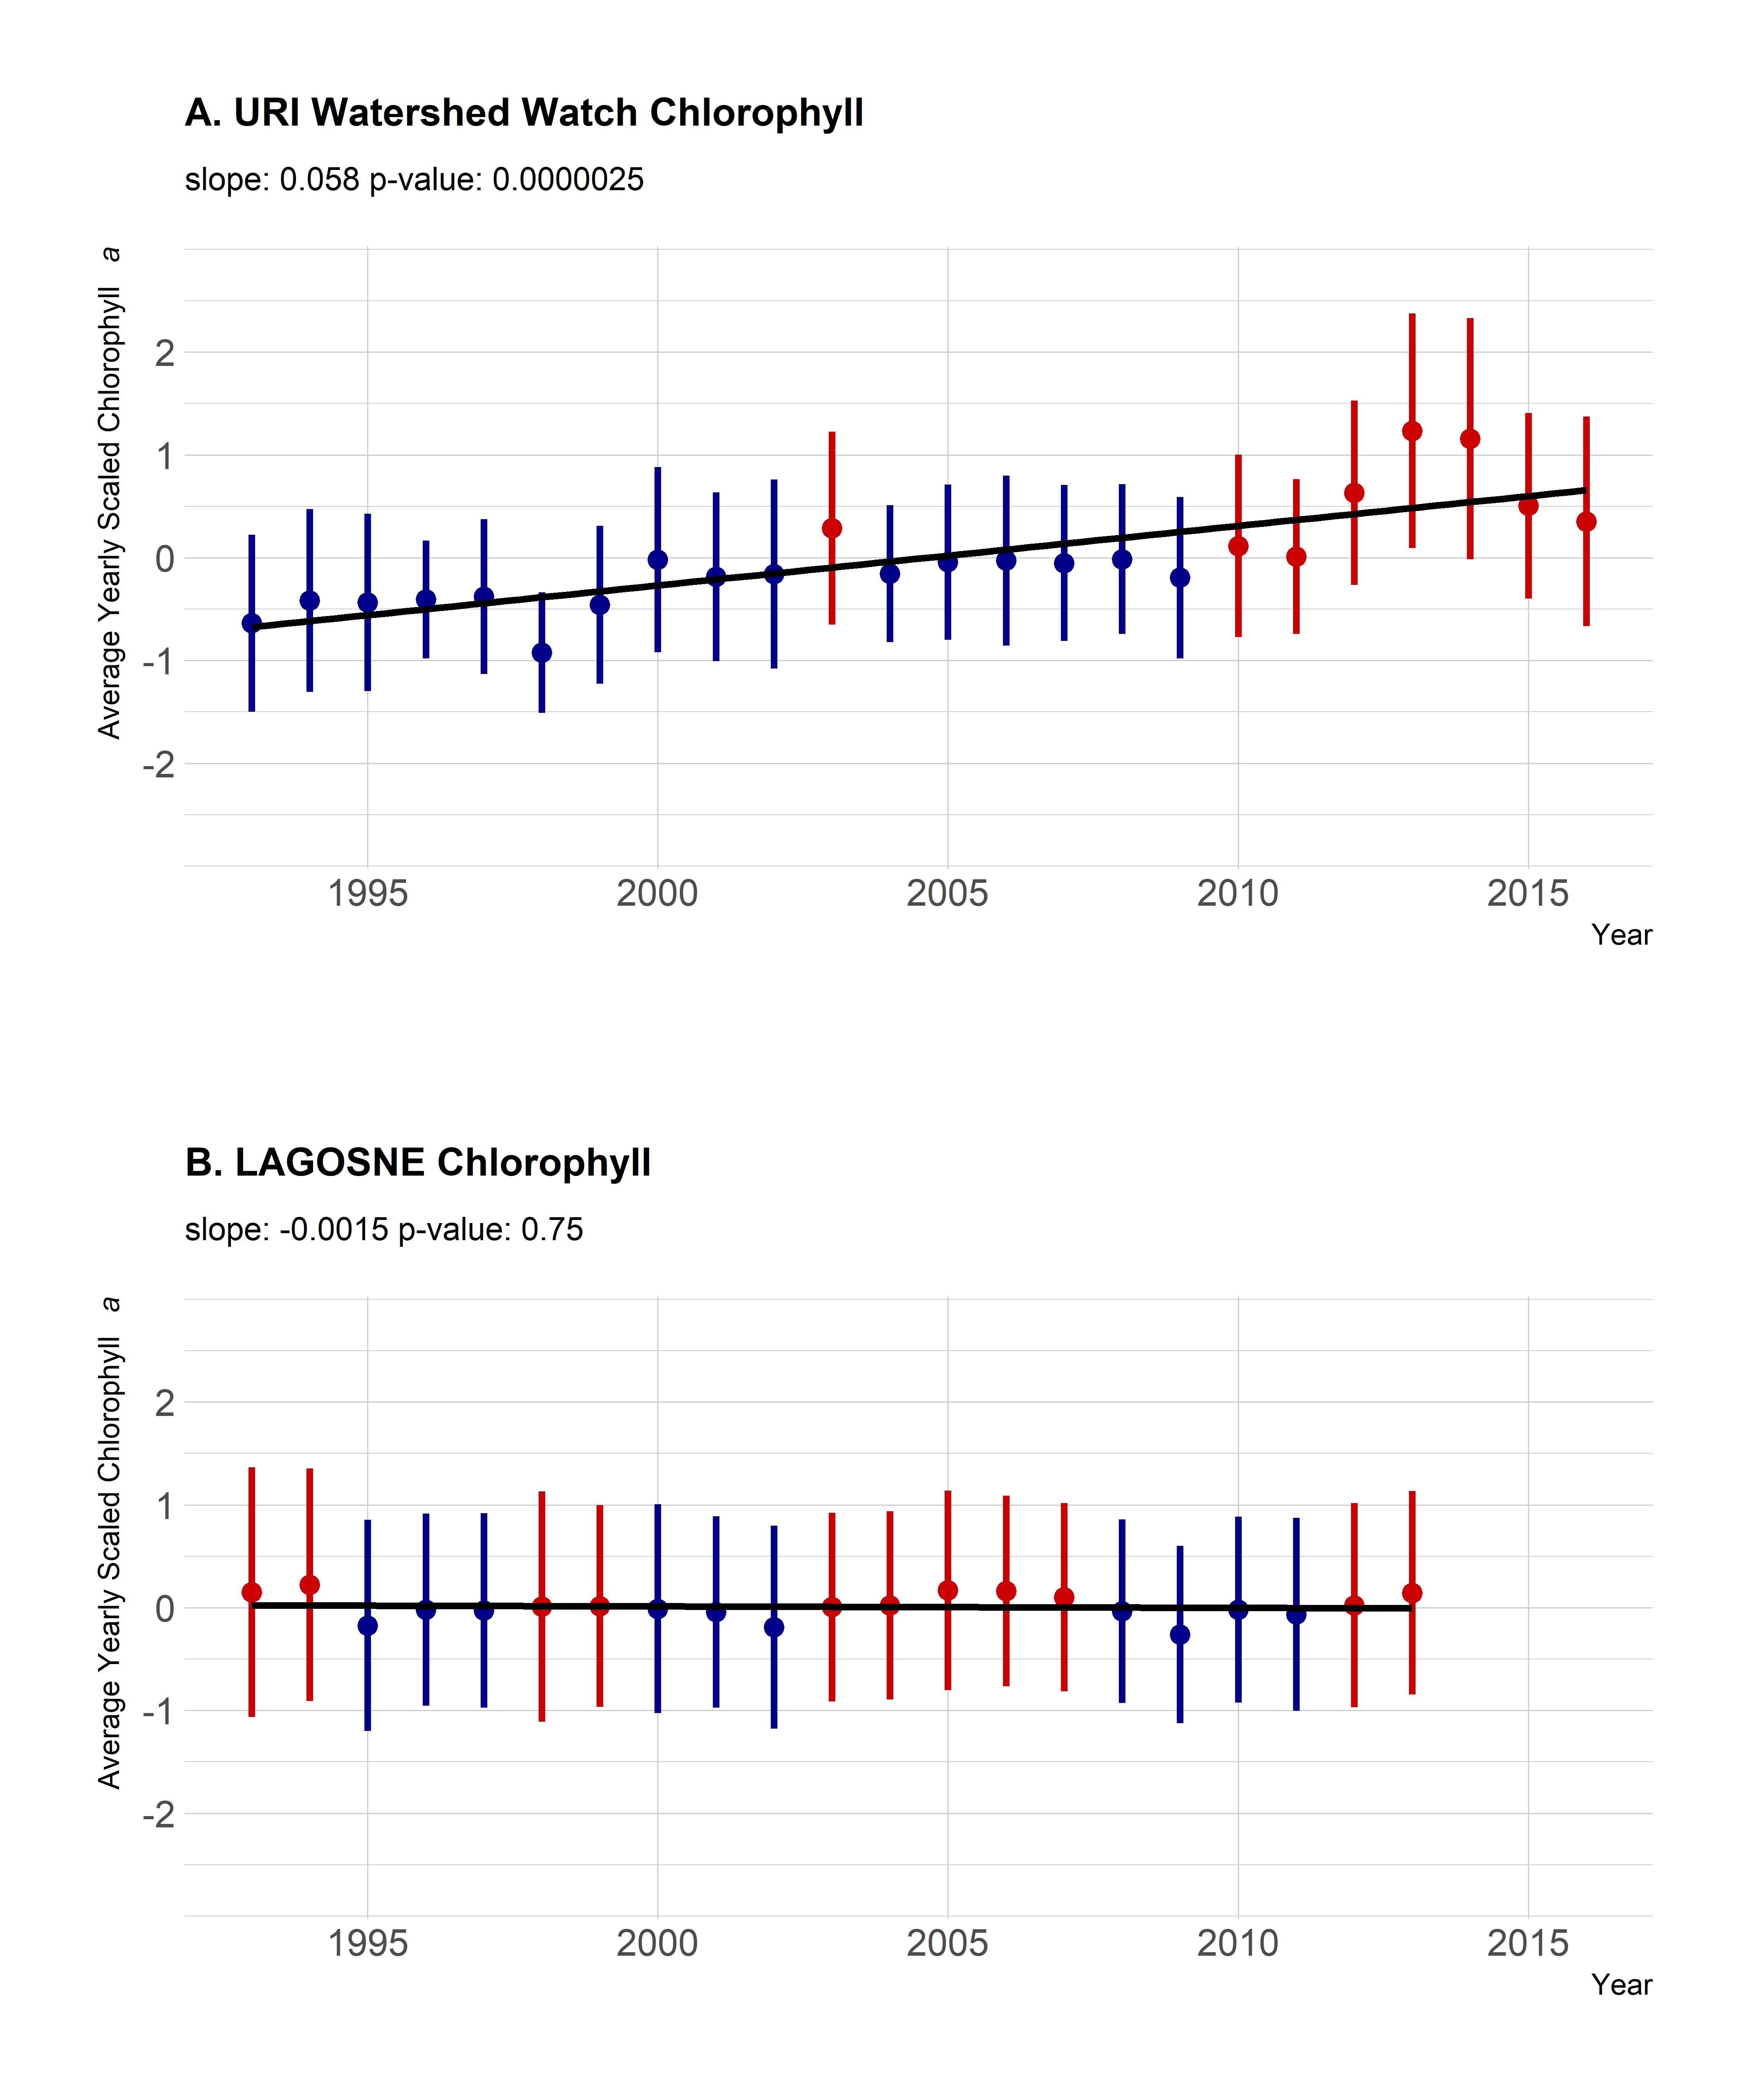 A. URI Watershed Watch Chlorophyll
slope: 0.058 p-value: 0.0000025
Average Yearly Scaled Chlorophyll a
2
1
0
-1
-2
1995 2000 2005 2010 2015
Year
B. LAGOSNE Chlorophyll
slope: -0.0015 p-value: 0.75
Average Yearly Scaled Chlorophyll a
2
1
0
-1
-2
1995 2000 2005 2010 2015
Year